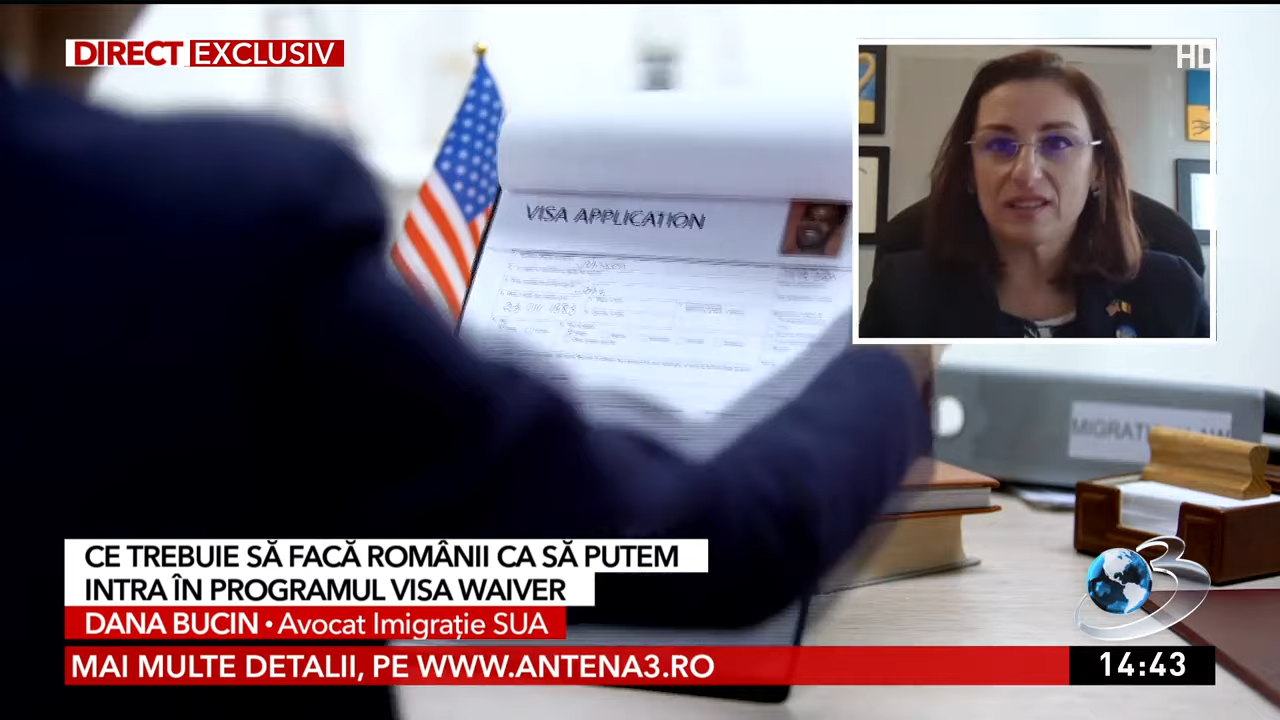 DIRECT EXCLUSIV
HD
VISA APPLICATION
CE TREBUIE SĂ FACĂ ROMÂNII CA SĂ PUTEM
INTRA ÎN PROGRAMUL VISA WAIVER
DANA BUCIN • Avocat Imigrație SUA
MAI MULTE DETALII, PE WWW.ANTENA3.RO
14:43
3